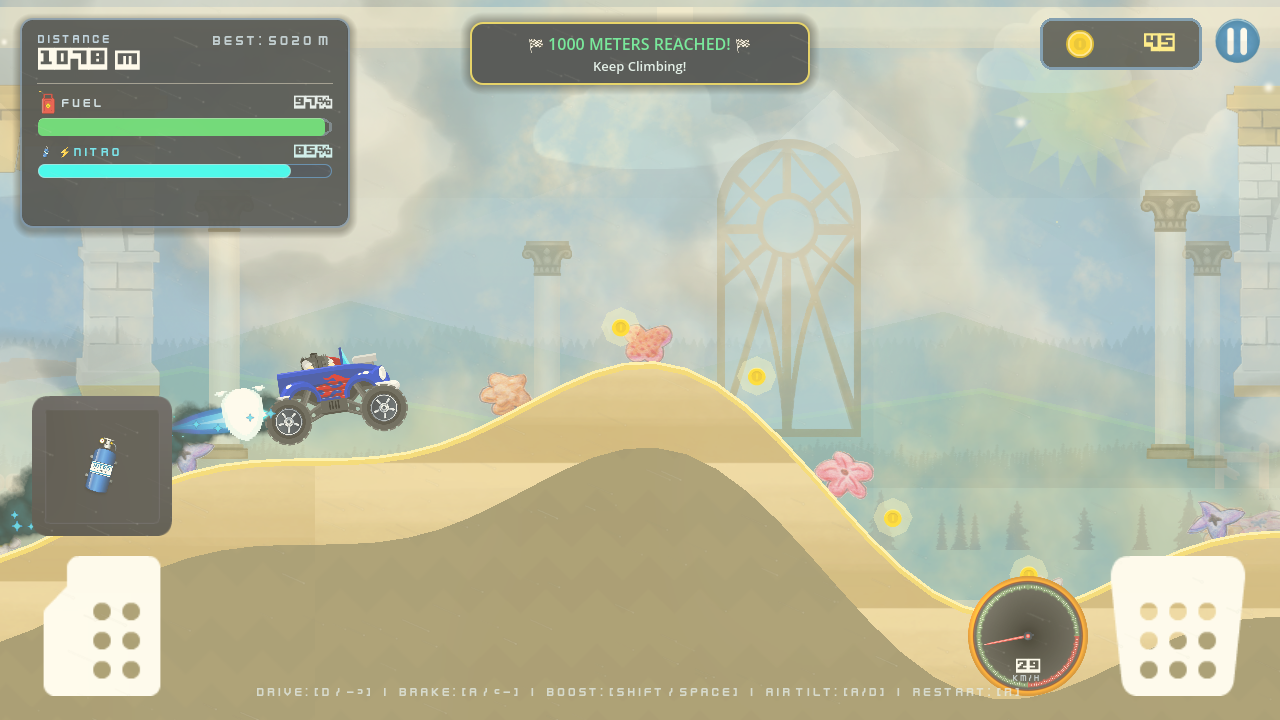 DISTANCE
BEST: 5020 M
1078 m
FUEL
97%
NITRO
85%
1000 METERS REACHED!
Keep Climbing!
45
29
KM/H
DRIVE: [D / ->] | BRAKE: [A / <-] | BOOST: [SHIFT / SPACE] | AIR TILT: [A/D] | RESTART: [R]